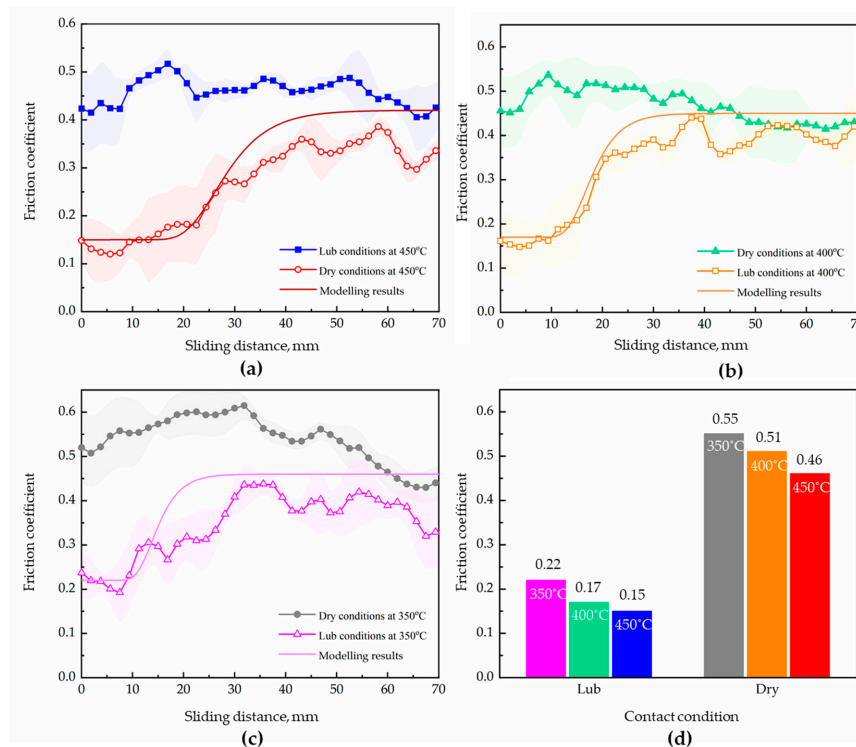 0.6
0.5
0.4
0.3
0.2
0.1
0.0
Friction coefficient
Lub conditions at 450°C
Dry conditions at 450°C
Modelling results
0 10 20 30 40 50 60 70
Sliding distance, mm
(a)
0.6
0.5
0.4
0.3
0.2
0.1
0.0
Friction coefficient
Dry conditions at 400°C
Lub conditions at 400°C
Modelling results
0 10 20 30 40 50 60 70
Sliding distance, mm
(b)
0.6
0.5
0.4
0.3
0.2
0.1
0.0
Friction coefficient
Dry conditions at 350°C
Lub conditions at 350°C
Modelling results
0 10 20 30 40 50 60 70
Sliding distance, mm
(c)
0.6
0.5
0.4
0.3
0.2
0.1
0.0
Friction coefficient
0.22
350°C
0.17
400°C
0.15
450°C
0.55
350°C
0.51
400°C
0.46
450°C
Lub Dry
Contact condition
(d)